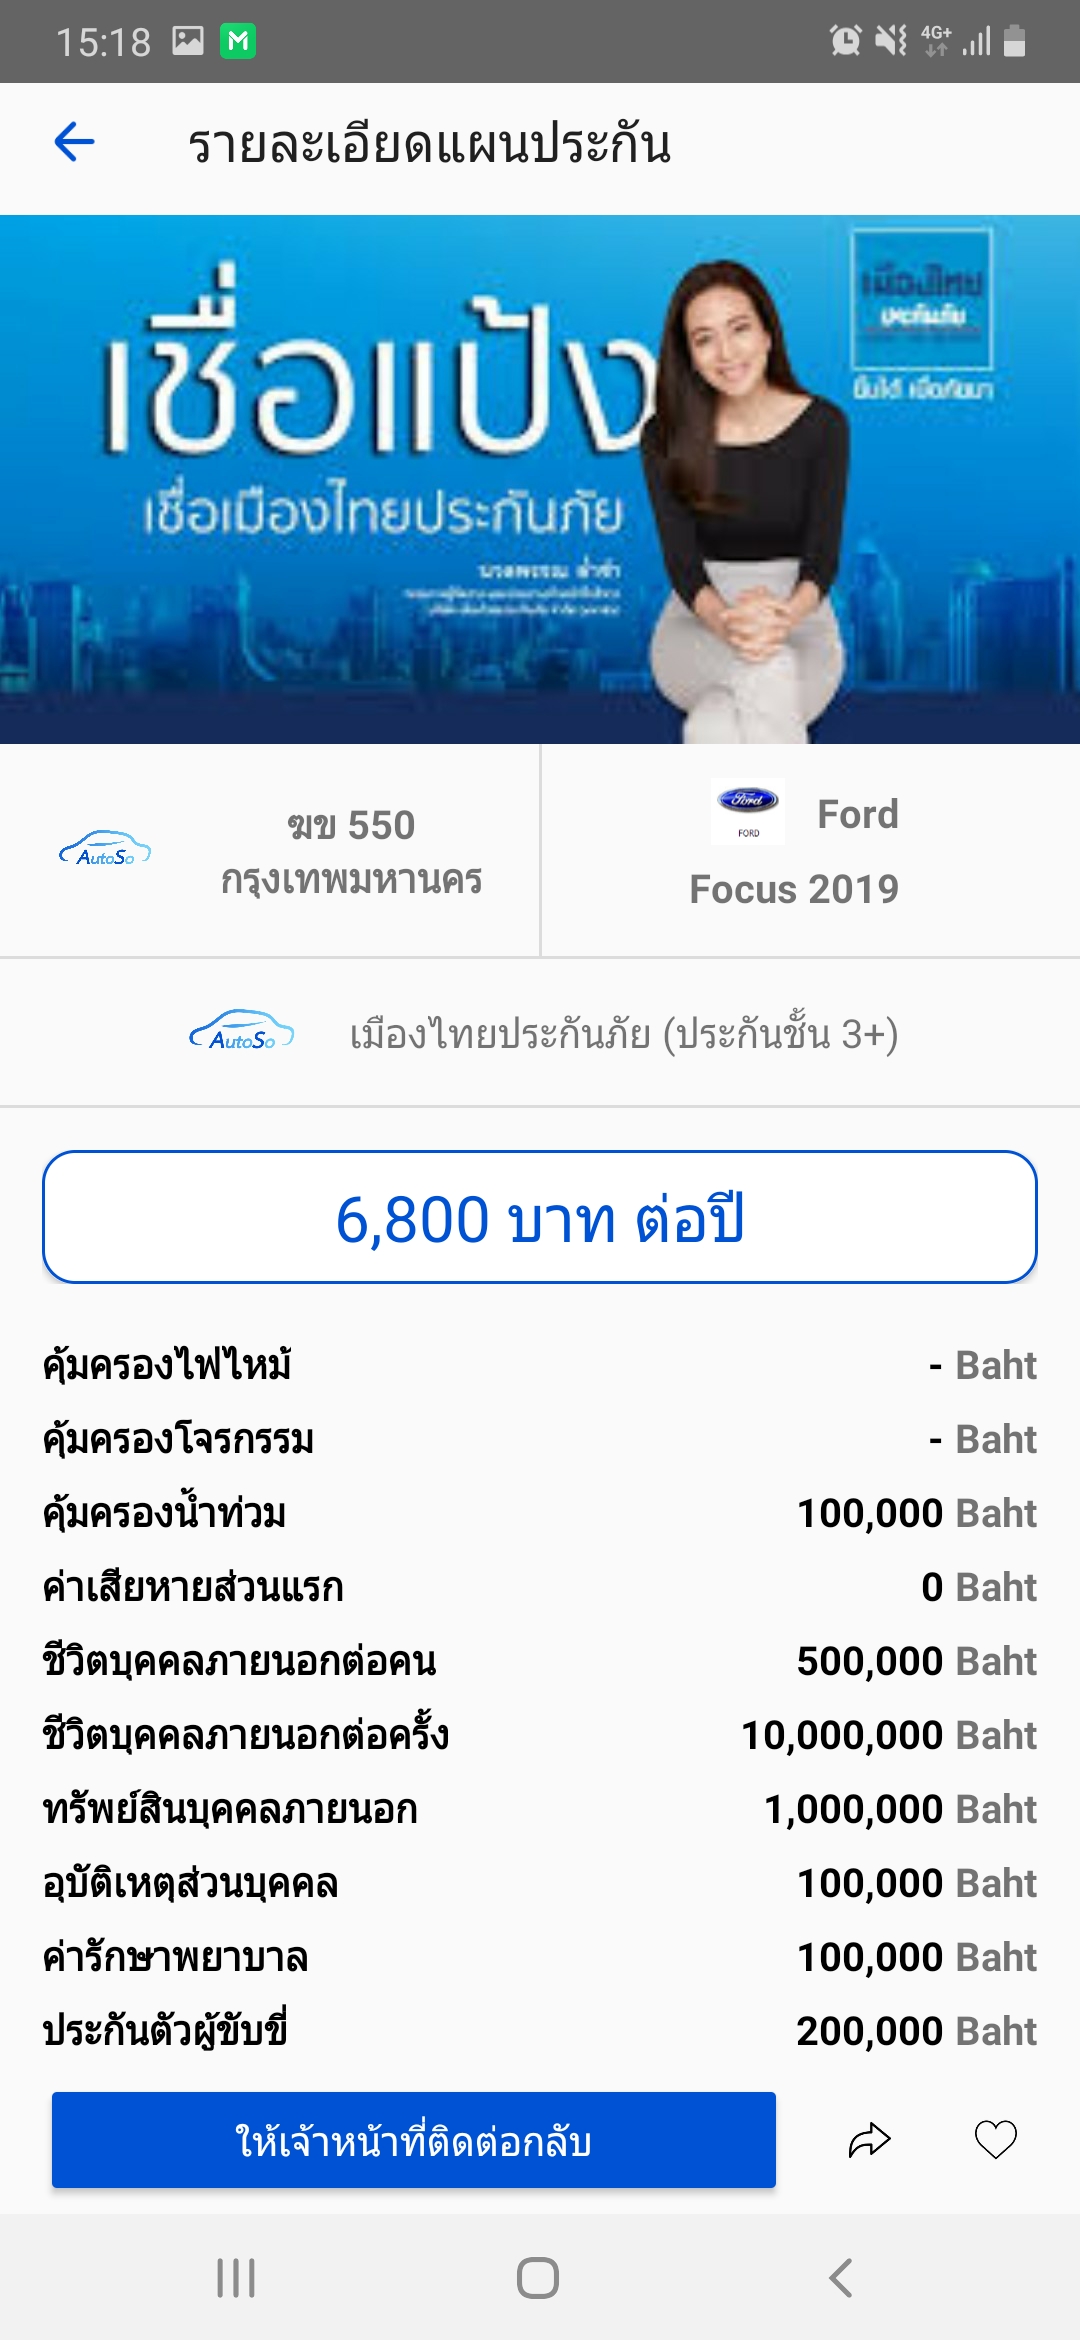 15:18
4G+
รายละเอียดแผนประกัน
เมืองไทย
ประกันภัย
เชื่อแป้ง
เชื่อเมืองไทยประกันภัย
นวลพรรณ ล่ำซำ
AutoSo
ฆข 550
กรุงเทพมหานคร
Ford
FORD
Ford
Focus 2019
AutoSo
เมืองไทยประกันภัย (ประกันชั้น 3+)
6,800 บาท ต่อปี
คุ้มครองไฟไหม้ - Baht
คุ้มครองโจรกรรม - Baht
คุ้มครองน้ำท่วม 100,000 Baht
ค่าเสียหายส่วนแรก 0 Baht
ชีวิตบุคคลภายนอกต่อคน 500,000 Baht
ชีวิตบุคคลภายนอกต่อครั้ง 10,000,000 Baht
ทรัพย์สินบุคคลภายนอก 1,000,000 Baht
อุบัติเหตุส่วนบุคคล 100,000 Baht
ค่ารักษาพยาบาล 100,000 Baht
ประกันตัวผู้ขับขี่ 200,000 Baht
ให้เจ้าหน้าที่ติดต่อกลับ